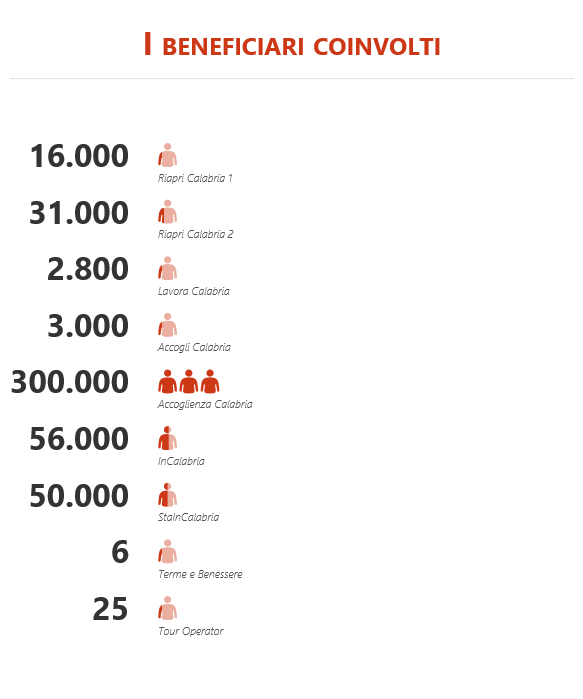 I BENEFICIARI COINVOLTI
16.000
Riapri Calabria 1
31.000
Riapri Calabria 2
2.800
Lavora Calabria
3.000
Accogli Calabria
300.000
Accoglienza Calabria
56.000
InCalabria
50.000
StaInCalabria
6
Terme e Benessere
25
Tour Operator